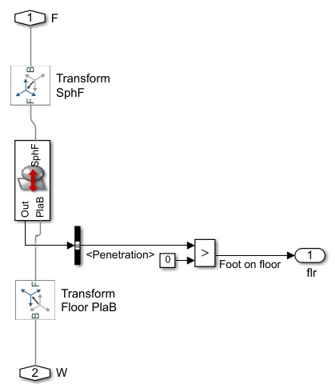 1 F
B
Transform
SphF
F
SphF
Out
PlaB
<Penetration>
0
>
Foot on floor
1
flr
F
Transform
Floor PlaB
B
2 W